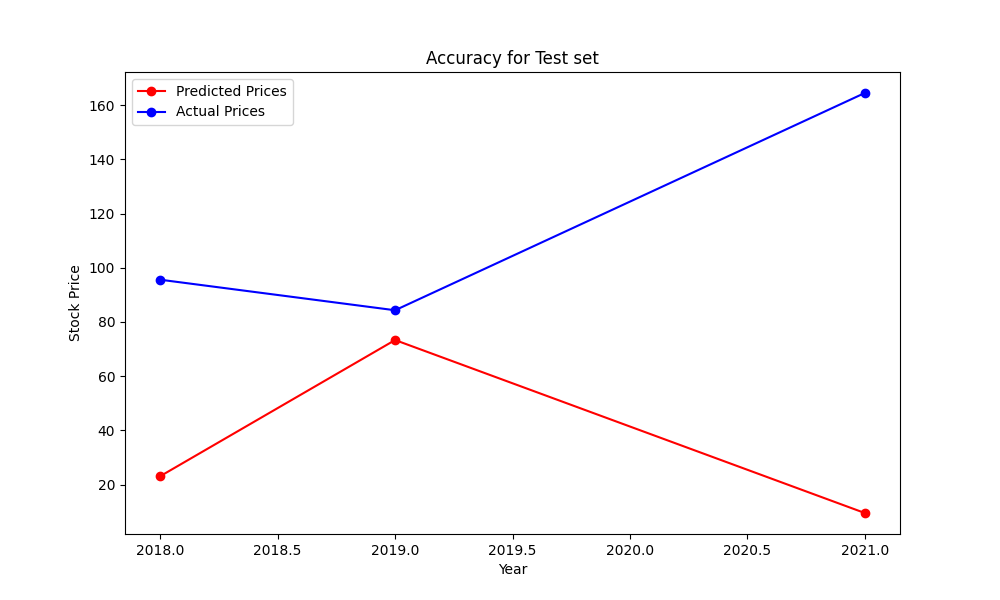 Accuracy for Test set
Predicted Prices
Actual Prices
160
140
120
100
80
60
40
20
Stock Price
2018.0 2018.5 2019.0 2019.5 2020.0 2020.5 2021.0
Year